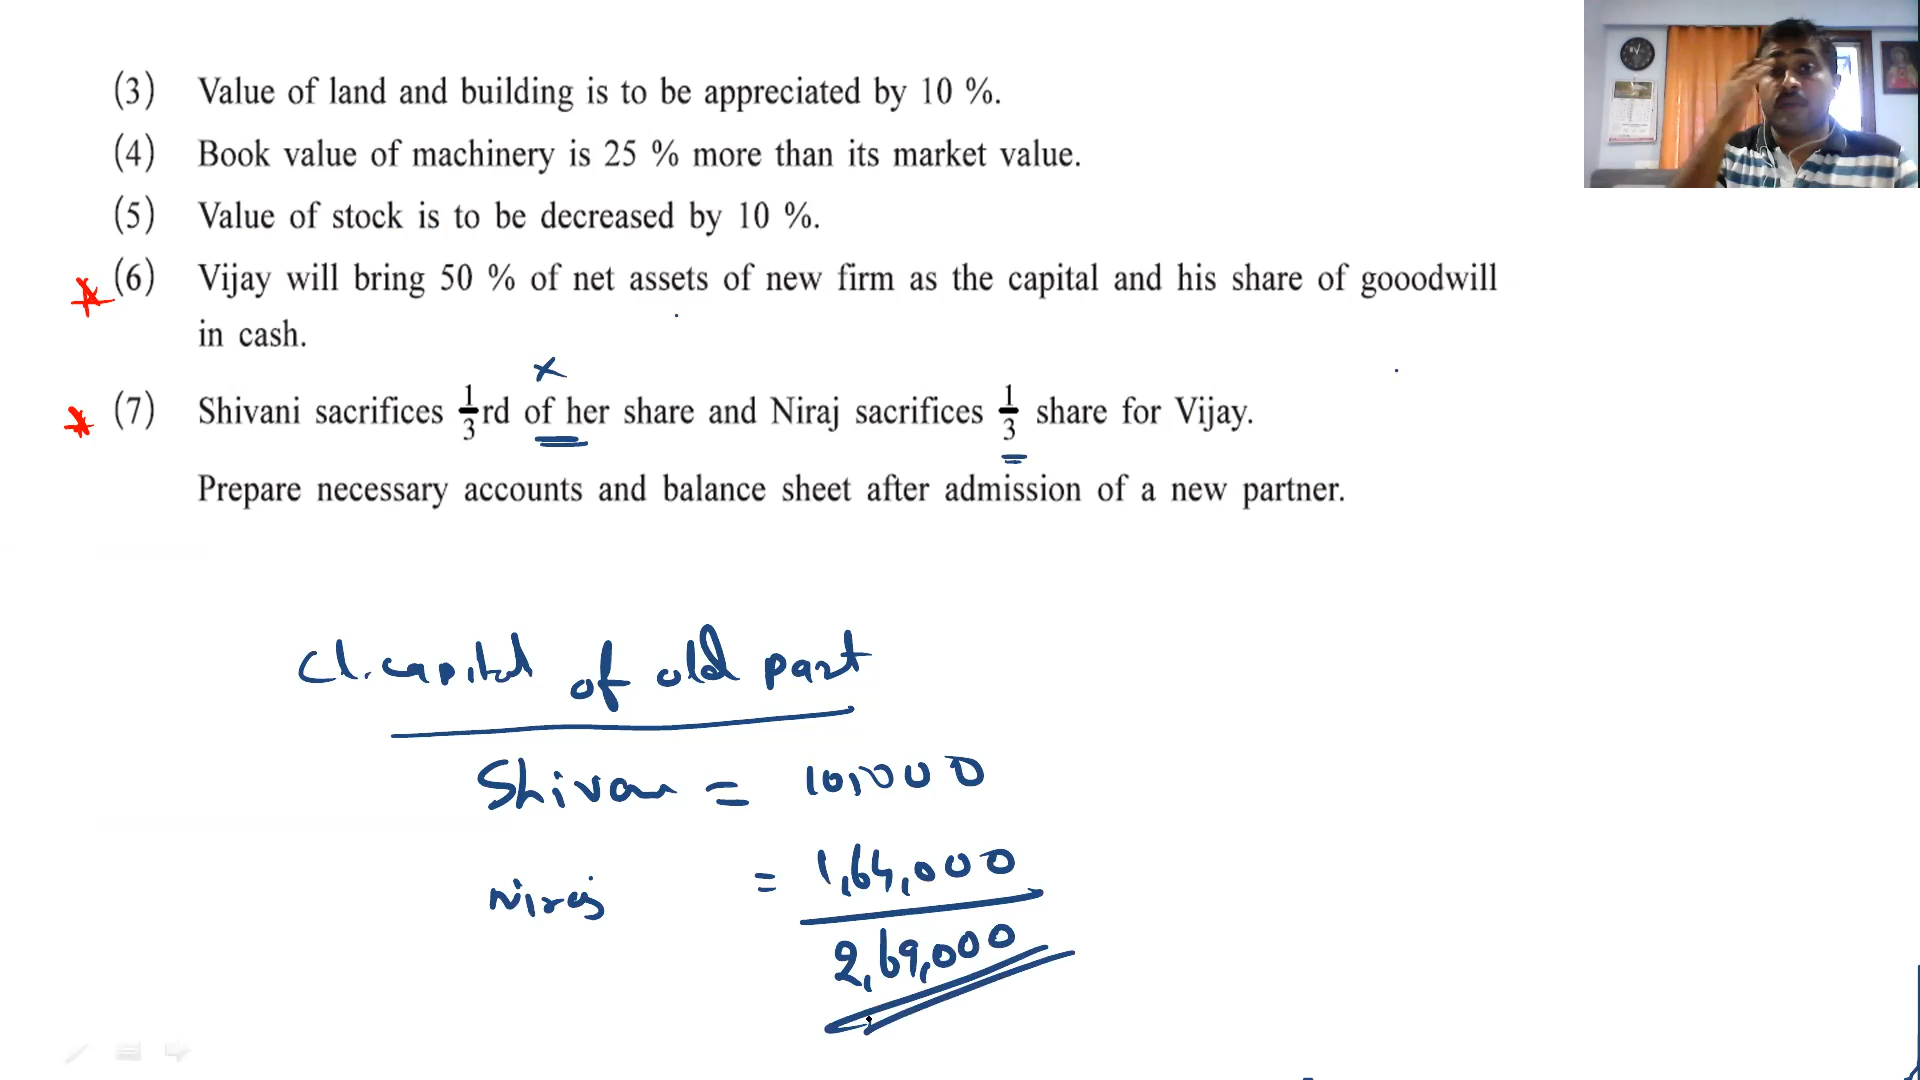 (3) Value of land and building is to be appreciated by 10 %.
(4) Book value of machinery is 25 % more than its market value.
(5) Value of stock is to be decreased by 10 %.
(6) Vijay will bring 50 % of net assets of new firm as the capital and his share of gooodwill
in cash.
(7) Shivani sacrifices 1/3rd of her share and Niraj sacrifices 1/3 share for Vijay.
Prepare necessary accounts and balance sheet after admission of a new partner.
Cl. capital of old part
Shivan = 10,000
Niraj = 1,64,000
2,69,000